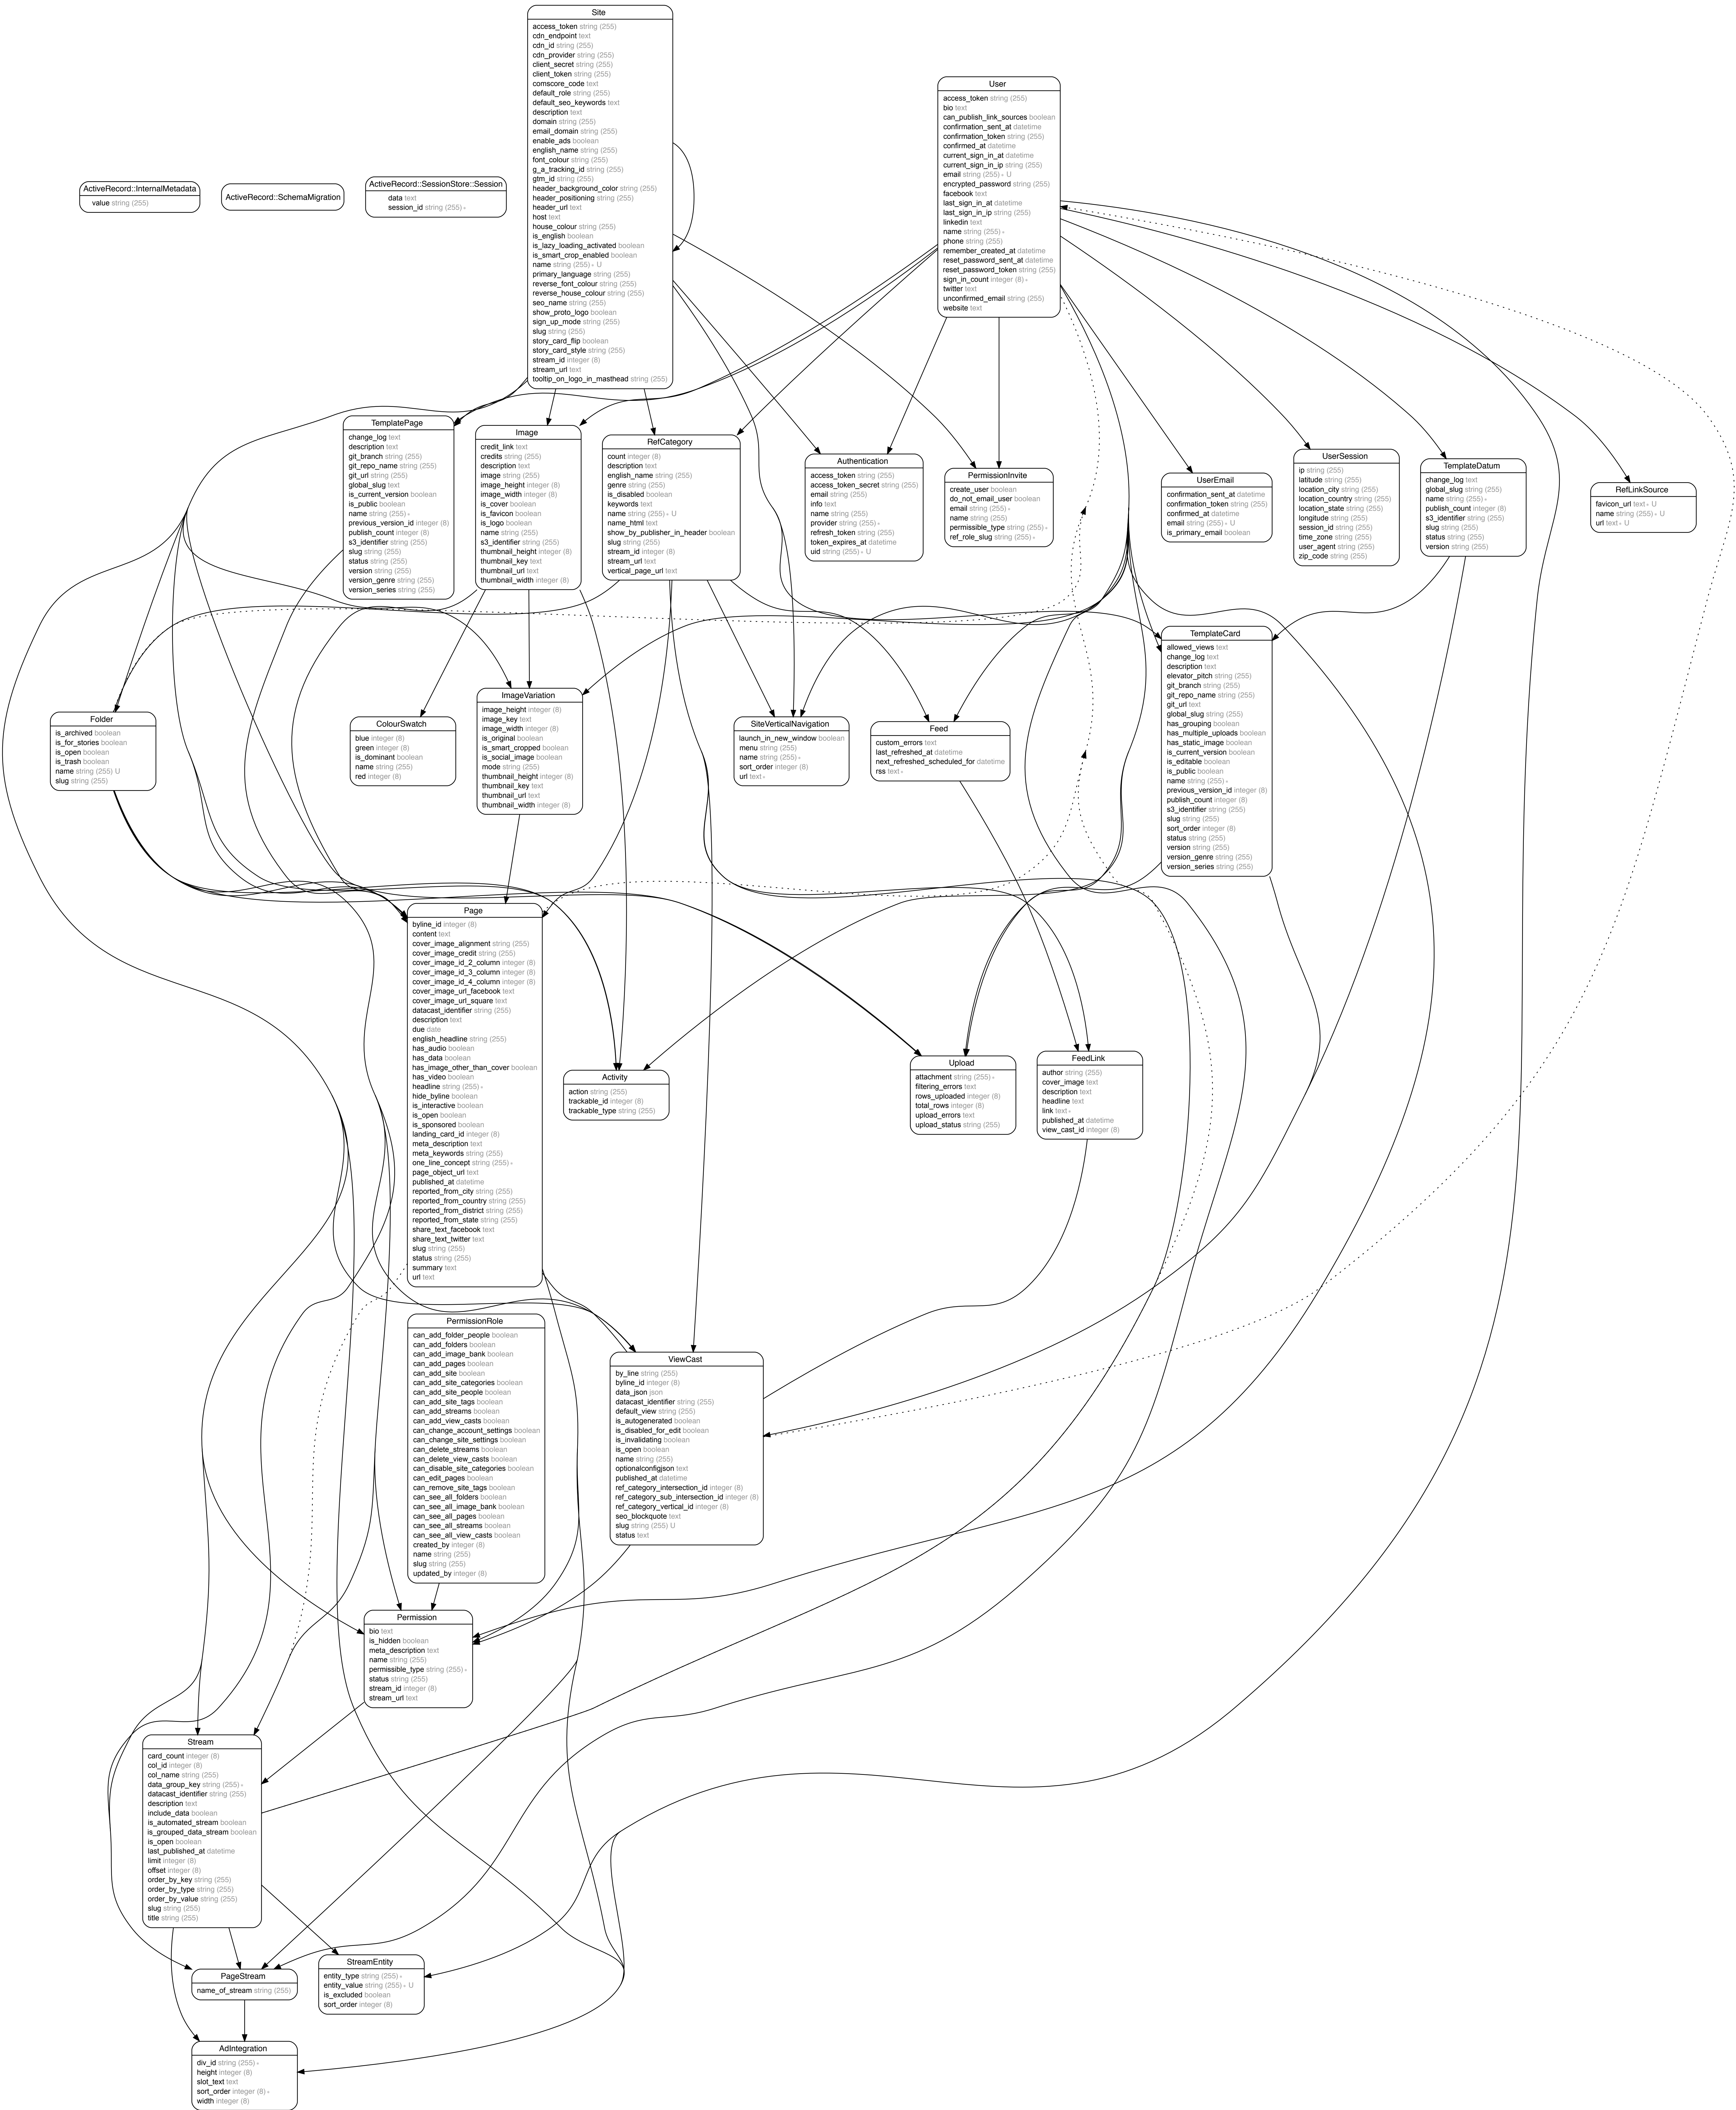 Site
access_token string (255)
cdn_endpoint text
cdn_id string (255)
cdn_provider string (255)
client_secret string (255)
client_token string (255)
comscore_code text
default_role string (255)
default_seo_keywords text
description text
domain string (255)
email_domain string (255)
enable_ads boolean
english_name string (255)
font_colour string (255)
g_a_tracking_id string (255)
gtm_id string (255)
header_background_color string (255)
header_positioning string (255)
header_url text
host text
house_colour string (255)
is_english boolean
is_lazy_loading_activated boolean
is_smart_crop_enabled boolean
name string (255) ∗ U
primary_language string (255)
reverse_font_colour string (255)
reverse_house_colour string (255)
seo_name string (255)
show_proto_logo boolean
sign_up_mode string (255)
slug string (255)
story_card_flip boolean
story_card_style string (255)
stream_id integer (8)
stream_url text
tooltip_on_logo_in_masthead string (255)
User
access_token string (255)
bio text
can_publish_link_sources boolean
confirmation_sent_at datetime
confirmation_token string (255)
confirmed_at datetime
current_sign_in_at datetime
current_sign_in_ip string (255)
email string (255) ∗ U
encrypted_password string (255)
facebook text
last_sign_in_at datetime
last_sign_in_ip string (255)
linkedin text
name string (255) ∗
phone string (255)
remember_created_at datetime
reset_password_sent_at datetime
reset_password_token string (255)
sign_in_count integer (8) ∗
twitter text
unconfirmed_email string (255)
website text
ActiveRecord::InternalMetadata
value string (255)
ActiveRecord::SchemaMigration
ActiveRecord::SessionStore::Session
data text
session_id string (255) ∗
TemplatePage
change_log text
description text
git_branch string (255)
git_repo_name string (255)
git_url string (255)
global_slug text
is_current_version boolean
is_public boolean
name string (255) ∗
previous_version_id integer (8)
publish_count integer (8)
s3_identifier string (255)
slug string (255)
status string (255)
version string (255)
version_genre string (255)
version_series string (255)
Image
credit_link text
credits string (255)
description text
image string (255)
image_height integer (8)
image_width integer (8)
is_cover boolean
is_favicon boolean
is_logo boolean
name string (255)
s3_identifier string (255)
thumbnail_height integer (8)
thumbnail_key text
thumbnail_url text
thumbnail_width integer (8)
RefCategory
count integer (8)
description text
english_name string (255)
genre string (255)
is_disabled boolean
keywords text
name string (255) ∗ U
name_html text
show_by_publisher_in_header boolean
slug string (255)
stream_id integer (8)
stream_url text
vertical_page_url text
Authentication
access_token string (255)
access_token_secret string (255)
email string (255)
info text
name string (255)
provider string (255) ∗
refresh_token string (255)
token_expires_at datetime
uid string (255) ∗ U
PermissionInvite
create_user boolean
do_not_email_user boolean
email string (255) ∗
name string (255)
permissible_type string (255) ∗
ref_role_slug string (255) ∗
UserEmail
confirmation_sent_at datetime
confirmation_token string (255)
confirmed_at datetime
email string (255) ∗ U
is_primary_email boolean
UserSession
ip string (255)
latitude string (255)
location_city string (255)
location_country string (255)
location_state string (255)
longitude string (255)
session_id string (255)
time_zone string (255)
user_agent string (255)
zip_code string (255)
TemplateDatum
change_log text
global_slug string (255)
name string (255) ∗
publish_count integer (8)
s3_identifier string (255)
slug string (255)
status string (255)
version string (255)
RefLinkSource
favicon_url text ∗ U
name string (255) ∗ U
url text ∗ U
TemplateCard
allowed_views text
change_log text
description text
elevator_pitch string (255)
git_branch string (255)
git_repo_name string (255)
git_url text
global_slug string (255)
has_grouping boolean
has_multiple_uploads boolean
has_static_image boolean
is_current_version boolean
is_editable boolean
is_public boolean
name string (255) ∗
previous_version_id integer (8)
publish_count integer (8)
s3_identifier string (255)
slug string (255)
sort_order integer (8)
status string (255)
version string (255)
version_genre string (255)
version_series string (255)
Folder
is_archived boolean
is_for_stories boolean
is_open boolean
is_trash boolean
name string (255) U
slug string (255)
ColourSwatch
blue integer (8)
green integer (8)
is_dominant boolean
name string (255)
red integer (8)
ImageVariation
image_height integer (8)
image_key text
image_width integer (8)
is_original boolean
is_smart_cropped boolean
is_social_image boolean
mode string (255)
thumbnail_height integer (8)
thumbnail_key text
thumbnail_url text
thumbnail_width integer (8)
SiteVerticalNavigation
launch_in_new_window boolean
menu string (255)
name string (255) ∗
sort_order integer (8)
url text ∗
Feed
custom_errors text
last_refreshed_at datetime
next_refreshed_scheduled_for datetime
rss text ∗
Page
byline_id integer (8)
content text
cover_image_alignment string (255)
cover_image_credit string (255)
cover_image_id_2_column integer (8)
cover_image_id_3_column integer (8)
cover_image_id_4_column integer (8)
cover_image_url_facebook text
cover_image_url_square text
datacast_identifier string (255)
description text
due date
english_headline string (255)
has_audio boolean
has_data boolean
has_image_other_than_cover boolean
has_video boolean
headline string (255) ∗
hide_byline boolean
is_interactive boolean
is_open boolean
is_sponsored boolean
landing_card_id integer (8)
meta_description text
meta_keywords string (255)
one_line_concept string (255) ∗
page_object_url text
published_at datetime
reported_from_city string (255)
reported_from_country string (255)
reported_from_district string (255)
reported_from_state string (255)
share_text_facebook text
share_text_twitter text
slug string (255)
status string (255)
summary text
url text
Activity
action string (255)
trackable_id integer (8)
trackable_type string (255)
Upload
attachment string (255) ∗
filtering_errors text
rows_uploaded integer (8)
total_rows integer (8)
upload_errors text
upload_status string (255)
FeedLink
author string (255)
cover_image text
description text
headline text
link text ∗
published_at datetime
view_cast_id integer (8)
PermissionRole
can_add_folder_people boolean
can_add_folders boolean
can_add_image_bank boolean
can_add_pages boolean
can_add_site boolean
can_add_site_categories boolean
can_add_site_people boolean
can_add_site_tags boolean
can_add_streams boolean
can_add_view_casts boolean
can_change_account_settings boolean
can_change_site_settings boolean
can_delete_streams boolean
can_delete_view_casts boolean
can_disable_site_categories boolean
can_edit_pages boolean
can_remove_site_tags boolean
can_see_all_folders boolean
can_see_all_image_bank boolean
can_see_all_pages boolean
can_see_all_streams boolean
can_see_all_view_casts boolean
created_by integer (8)
name string (255)
slug string (255)
updated_by integer (8)
ViewCast
by_line string (255)
byline_id integer (8)
data_json json
datacast_identifier string (255)
default_view string (255)
is_autogenerated boolean
is_disabled_for_edit boolean
is_invalidating boolean
is_open boolean
name string (255)
optionalconfigjson text
published_at datetime
ref_category_intersection_id integer (8)
ref_category_sub_intersection_id integer (8)
ref_category_vertical_id integer (8)
seo_blockquote text
slug string (255) U
status text
Permission
bio text
is_hidden boolean
meta_description text
name string (255)
permissible_type string (255) ∗
status string (255)
stream_id integer (8)
stream_url text
Stream
card_count integer (8)
col_id integer (8)
col_name string (255)
data_group_key string (255) ∗
datacast_identifier string (255)
description text
include_data boolean
is_automated_stream boolean
is_grouped_data_stream boolean
is_open boolean
last_published_at datetime
limit integer (8)
offset integer (8)
order_by_key string (255)
order_by_type string (255)
order_by_value string (255)
slug string (255)
title string (255)
StreamEntity
entity_type string (255) ∗
entity_value string (255) ∗ U
is_excluded boolean
sort_order integer (8)
PageStream
name_of_stream string (255)
AdIntegration
div_id string (255) ∗
height integer (8)
slot_text text
sort_order integer (8) ∗
width integer (8)